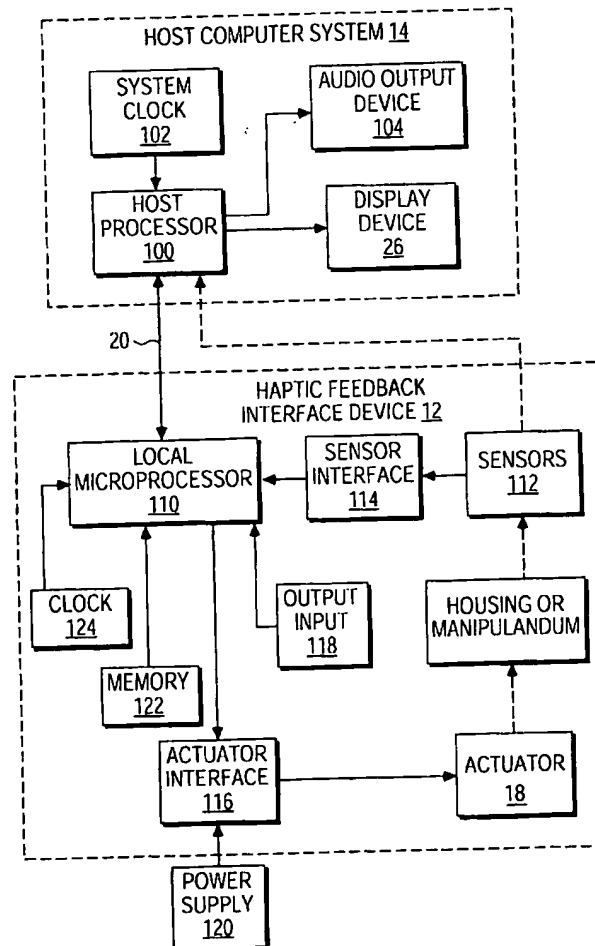 HOST COMPUTER SYSTEM 14
SYSTEM
CLOCK
102
AUDIO OUTPUT
DEVICE
104
HOST
PROCESSOR
100
DISPLAY
DEVICE
26
20
HAPTIC FEEDBACK
INTERFACE DEVICE 12
LOCAL
MICROPROCESSOR
110
SENSOR
INTERFACE
114
SENSORS
112
CLOCK
124
MEMORY
122
OUTPUT
INPUT
118
HOUSING OR
MANIPULANDUM
ACTUATOR
INTERFACE
116
ACTUATOR
18
POWER
SUPPLY
120